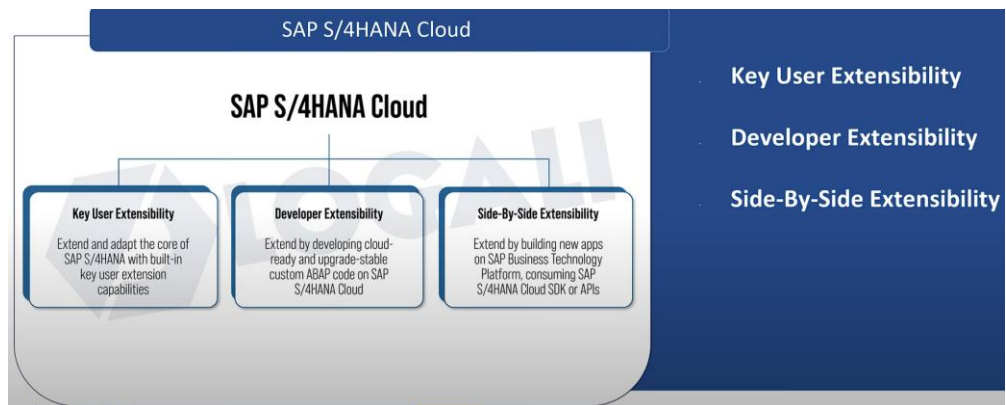 SAP S/4HANA Cloud
SAP S/4HANA Cloud
LOGALI
Key User Extensibility
Extend and adapt the core of
SAP S/4HANA with built-in
key user extension
capabilities
Developer Extensibility
Extend by developing cloud-
ready and upgrade-stable
custom ABAP code on SAP
S/4HANA Cloud
Side-By-Side Extensibility
Extend by building new apps
on SAP Business Technology
Platform, consuming SAP
S/4HANA Cloud SDK or APIs
Key User Extensibility
Developer Extensibility
Side-By-Side Extensibility